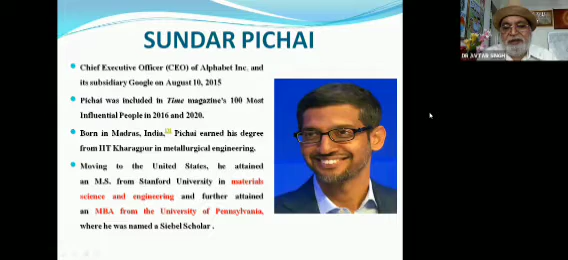 SUNDAR PICHAI
Chief Executive Officer (CEO) of Alphabet Inc. and
its subsidiary Google on August 10, 2015
Pichai was included in Time magazine's 100 Most
Influential People in 2016 and 2020.
Born in Madras, India,[3] Pichai earned his degree
from IIT Kharagpur in metallurgical engineering.
Moving to the United States, he attained
an M.S. from Stanford University in materials
science and engineering and further attained
an MBA from the University of Pennsylvania,
where he was named a Siebel Scholar .
DR AVTAR SINGH